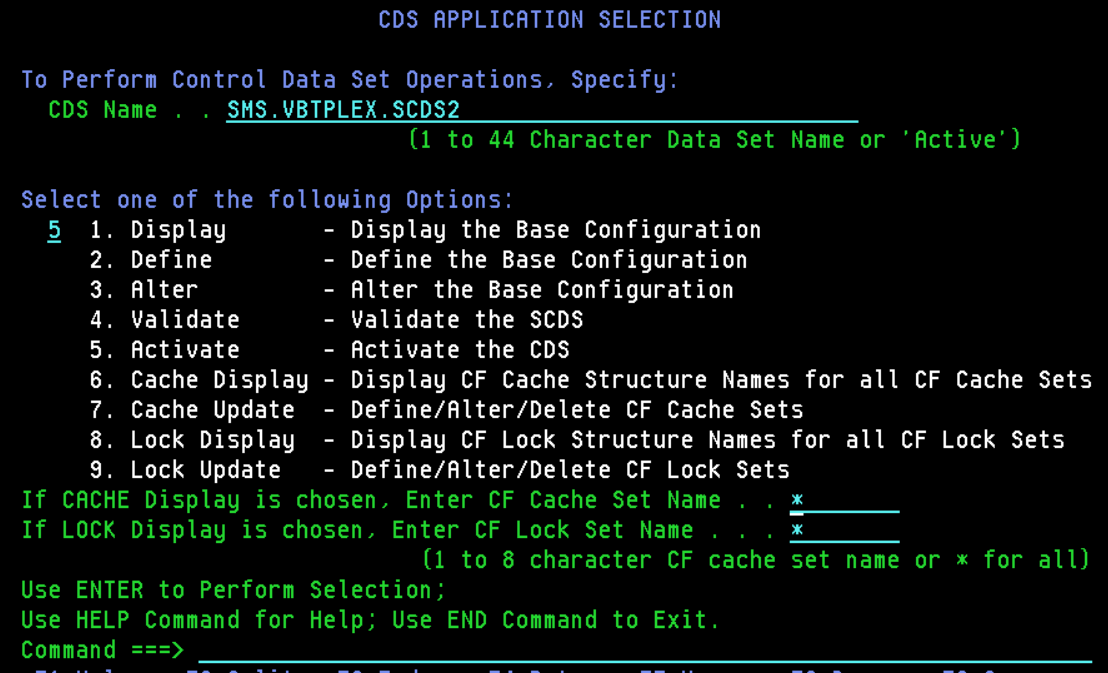 CDS APPLICATION SELECTION
To Perform Control Data Set Operations, Specify:
CDS Name . . SMS.VBTPLEX.SCDS2
(1 to 44 Character Data Set Name or 'Active')
Select one of the following Options:
5 1. Display - Display the Base Configuration
2. Define - Define the Base Configuration
3. Alter - Alter the Base Configuration
4. Validate - Validate the SCDS
5. Activate - Activate the CDS
6. Cache Display - Display CF Cache Structure Names for all CF Cache Sets
7. Cache Update - Define/Alter/Delete CF Cache Sets
8. Lock Display - Display CF Lock Structure Names for all CF Lock Sets
9. Lock Update - Define/Alter/Delete CF Lock Sets
If CACHE Display is chosen, Enter CF Cache Set Name . . *
If LOCK Display is chosen, Enter CF Lock Set Name . . . *
(1 to 8 character CF cache set name or * for all)
Use ENTER to Perform Selection;
Use HELP Command for Help; Use END Command to Exit.
Command ===>